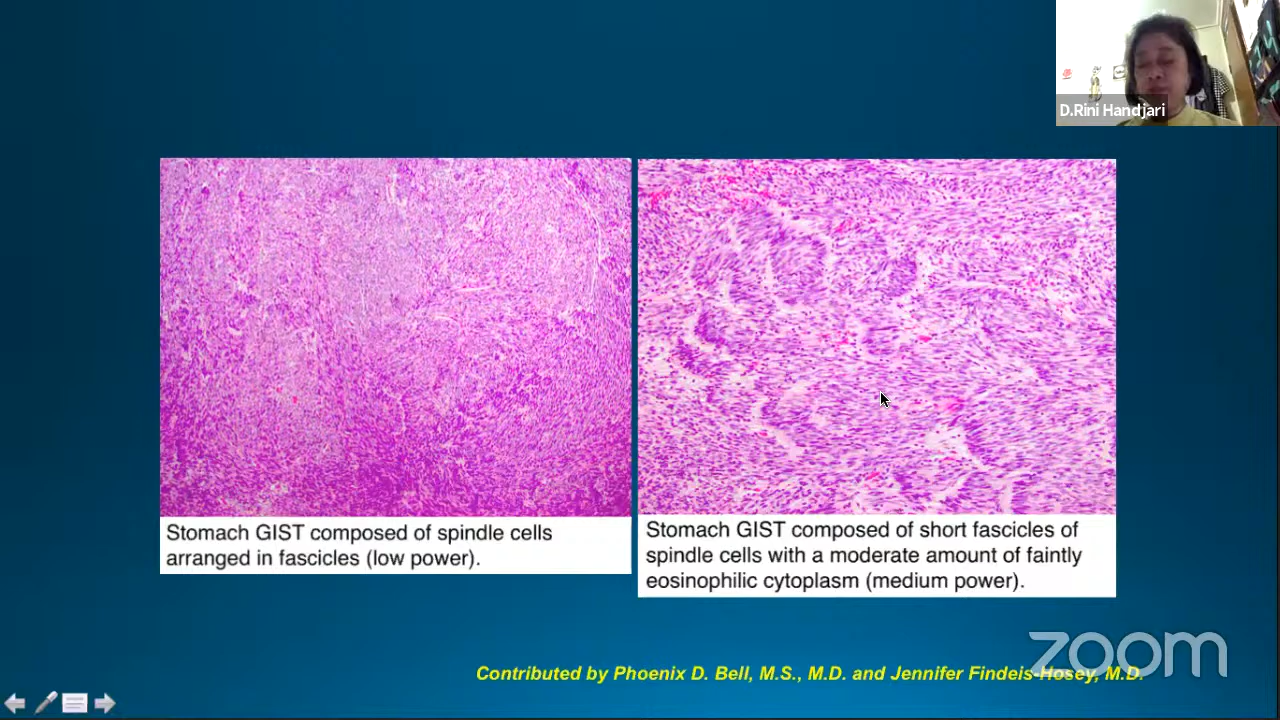 D.Rini Handjari
Stomach GIST composed of spindle cells
arranged in fascicles (low power).
Stomach GIST composed of short fascicles of
spindle cells with a moderate amount of faintly
eosinophilic cytoplasm (medium power).
zoom
Contributed by Phoenix D. Bell, M.S., M.D. and Jennifer Findeis-Hosey, M.D.